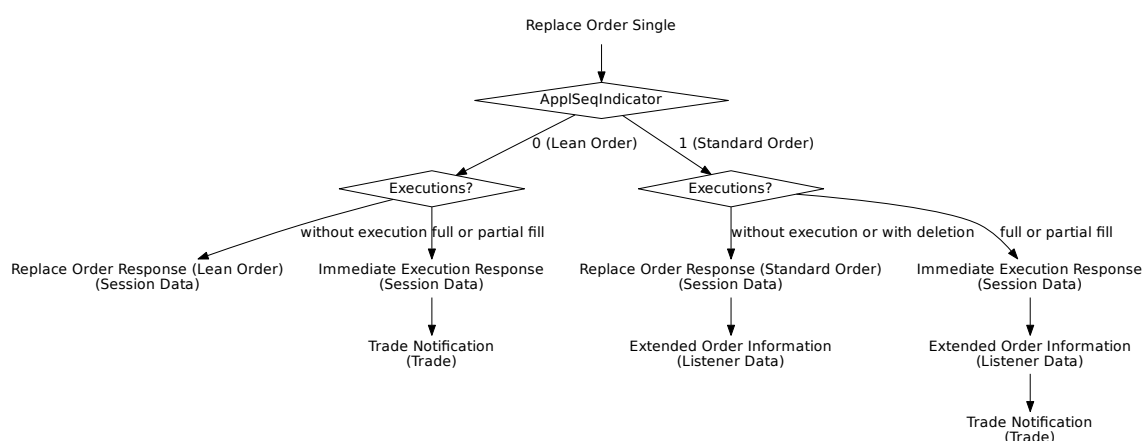 Replace Order Single
ApplSeqIndicator
0 (Lean Order)
1 (Standard Order)
Executions?
Executions?
without execution
full or partial fill
without execution or with deletion
full or partial fill
Replace Order Response (Lean Order)
(Session Data)
Immediate Execution Response
(Session Data)
Replace Order Response (Standard Order)
(Session Data)
Immediate Execution Response
(Session Data)
Trade Notification
(Trade)
Extended Order Information
(Listener Data)
Extended Order Information
(Listener Data)
Trade Notification
(Trade)